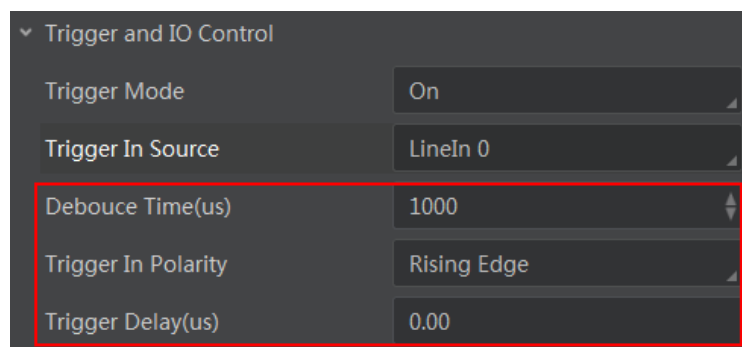 Trigger and IO Control
Trigger Mode On
Trigger In Source LineIn 0
Debouce Time(us) 1000
Trigger In Polarity Rising Edge
Trigger Delay(us) 0.00